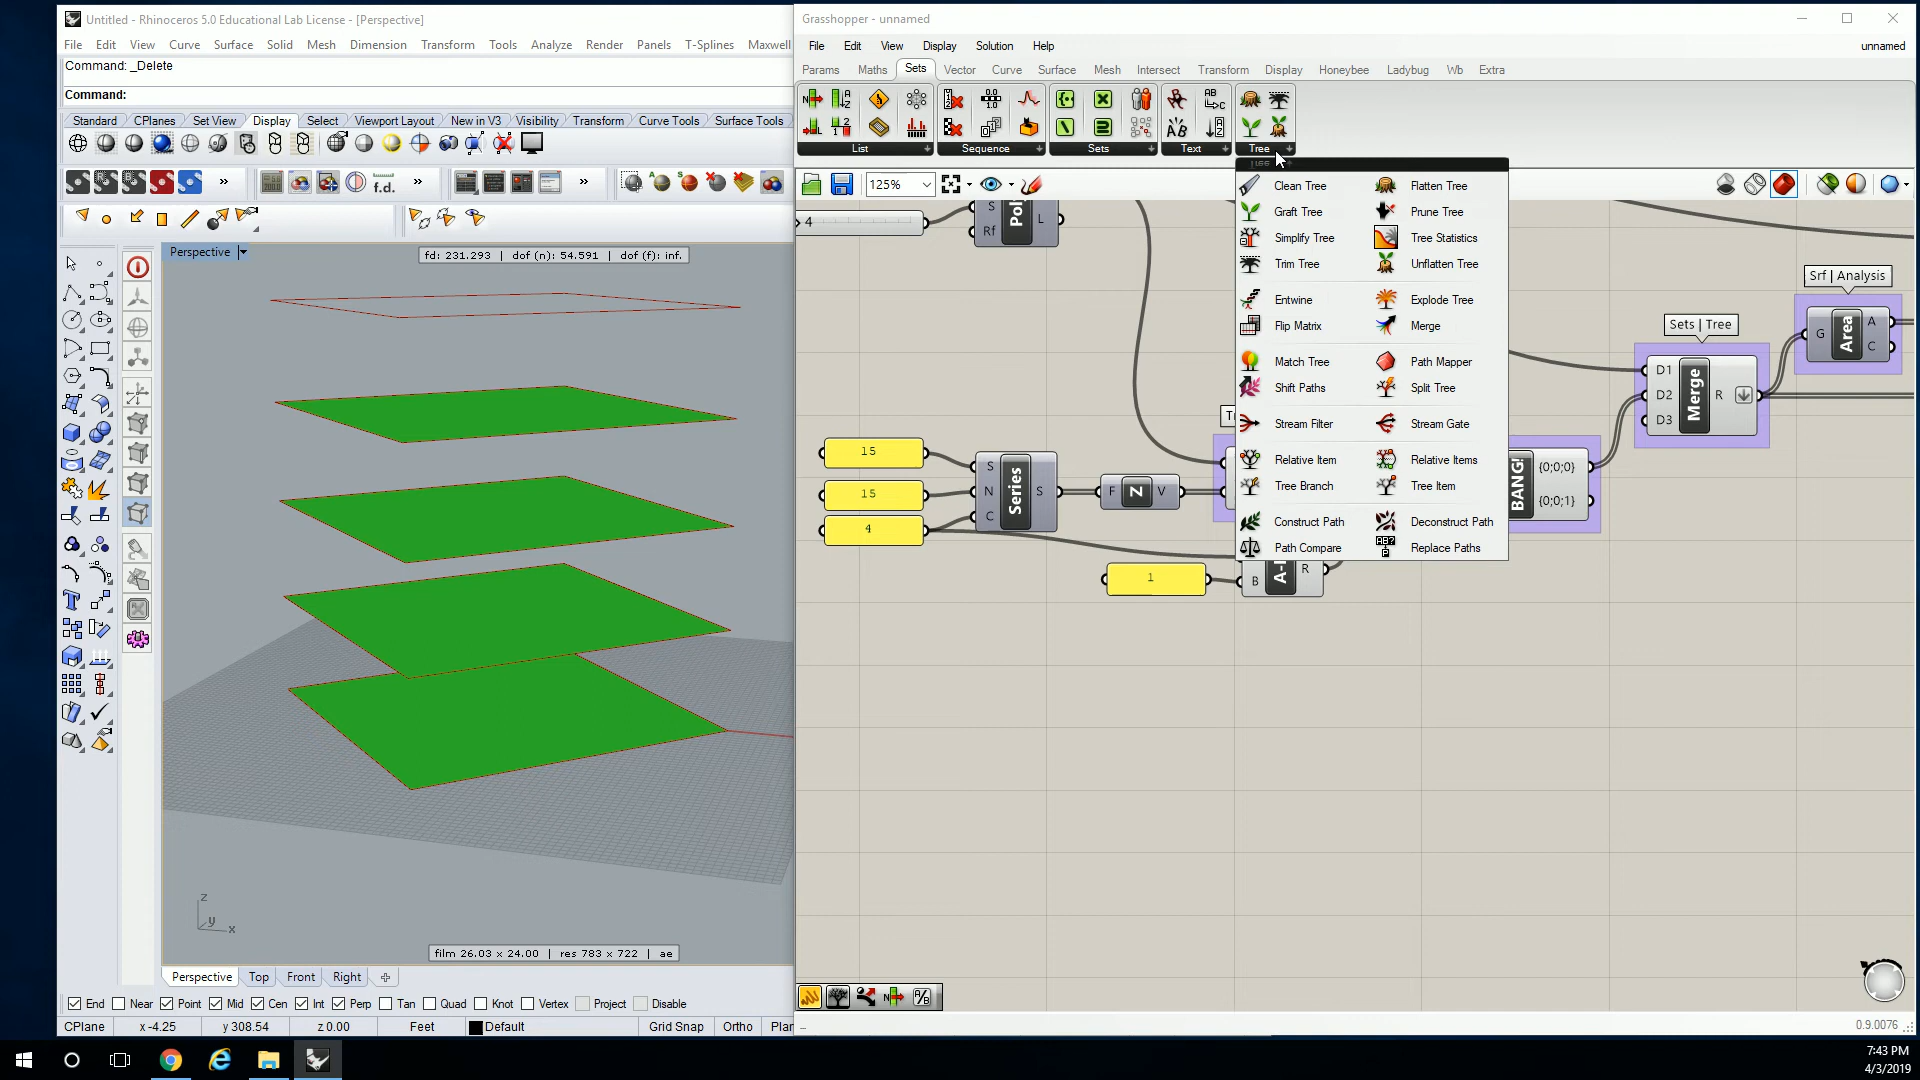 Untitled - Rhinoceros 5.0 Educational Lab License - [Perspective]
File Edit View Curve Surface Solid Mesh Dimension Transform Tools Analyze Render Panels T-Splines Maxwell
Command: _Delete
Command:
Standard CPlanes Set View Display Select Viewport Layout New in V3 Visibility Transform Curve Tools Surface Tools
f.d.
Perspective
fd: 231.293 | dof (n): 54.591 | dof (f): inf.
z
y
x
film 26.03 x 24.00 | res 783 x 722 | ae
Perspective Top Front Right
End Near Point Mid Cen Int Perp Tan Quad Knot Vertex Project Disable
CPlane x -4.25 y 308.54 z 0.00 Feet Default Grid Snap Ortho Plan
Grasshopper - unnamed
File Edit View Display Solution Help unnamed
Params Maths Sets Vector Curve Surface Mesh Intersect Transform Display Honeybee Ladybug Wb Extra
List Sequence Sets Text Tree
125%
Clean Tree Flatten Tree
Graft Tree Prune Tree
Simplify Tree Tree Statistics
Trim Tree Unflatten Tree
Entwine Explode Tree
Flip Matrix Merge
Match Tree Path Mapper
Shift Paths Split Tree
Stream Filter Stream Gate
Relative Item Relative Items
Tree Branch Tree Item
Construct Path Deconstruct Path
Path Compare Replace Paths
4
S
Rf
Pol
L
15
15
4
S
N
C
Series
S
F
Z
V
1
B
A-
R
BANG!
{0;0;0}
{0;0;1}
Sets | Tree
D1
D2
D3
Merge
R
Srf | Analysis
G
Area
A
C
0.9.0076
7:43 PM
4/3/2019